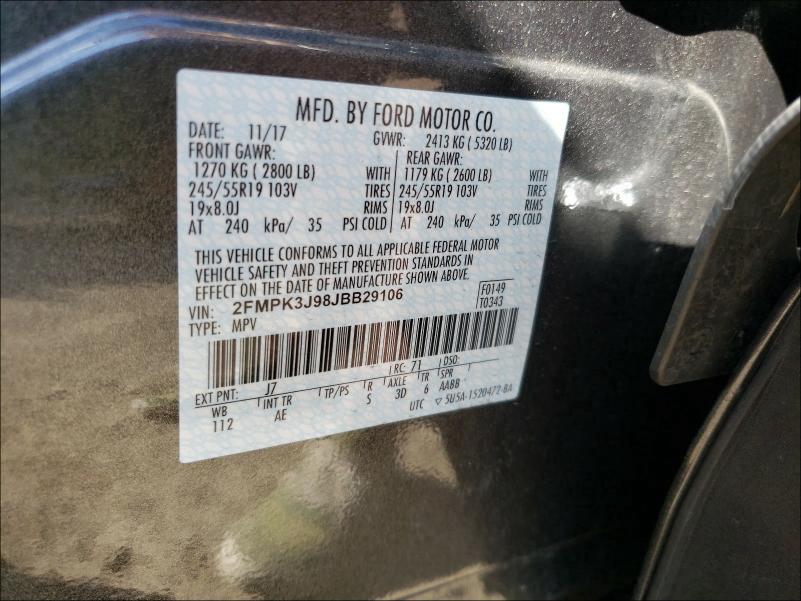 MFD. BY FORD MOTOR CO.
DATE: 11/17 GVWR: 2413 KG ( 5320 LB)
FRONT GAWR: REAR GAWR:
1270 KG ( 2800 LB) WITH 1179 KG ( 2600 LB) WITH
245/55R19 103V TIRES 245/55R19 103V TIRES
19x8.0J RIMS 19x8.0J RIMS
AT 240 kPa/ 35 PSI COLD AT 240 kPa/ 35 PSI COLD
THIS VEHICLE CONFORMS TO ALL APPLICABLE FEDERAL MOTOR
VEHICLE SAFETY AND THEFT PREVENTION STANDARDS IN
EFFECT ON THE DATE OF MANUFACTURE SHOWN ABOVE.
VIN: 2FMPK3J98JBB29106 F0149
TYPE: MPV T0343
EXT PNT: J7 RC: 71 DSO:
WB INT TR TP/PS R AXLE TR SPR
112 AE S 3D 6 AABB
UTC ▽ 5U5A-1520472-BA